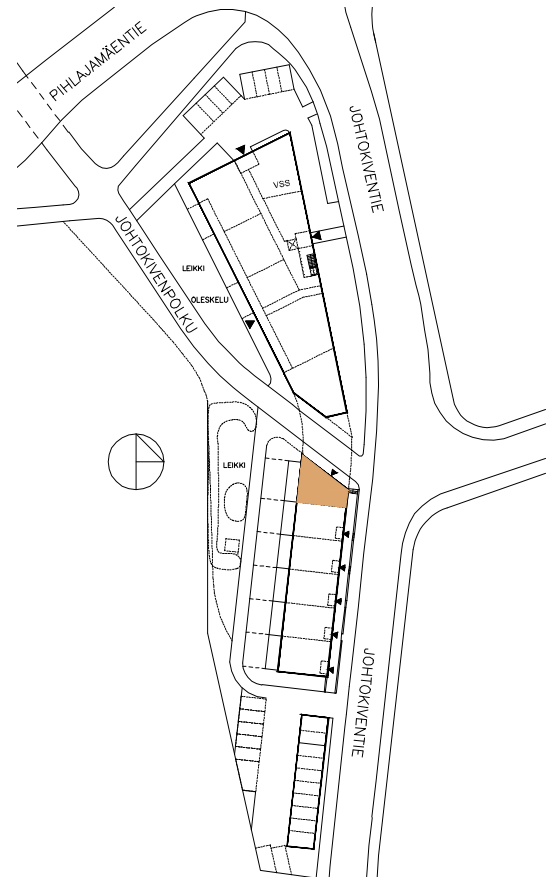 PIHLAJAMÄENTIE
JOHTOKIVENTIE
VSS
JOHTOKIVENPOLKU
LEIKKI
OLESKELU
LEIKKI
JOHTOKIVENTIE